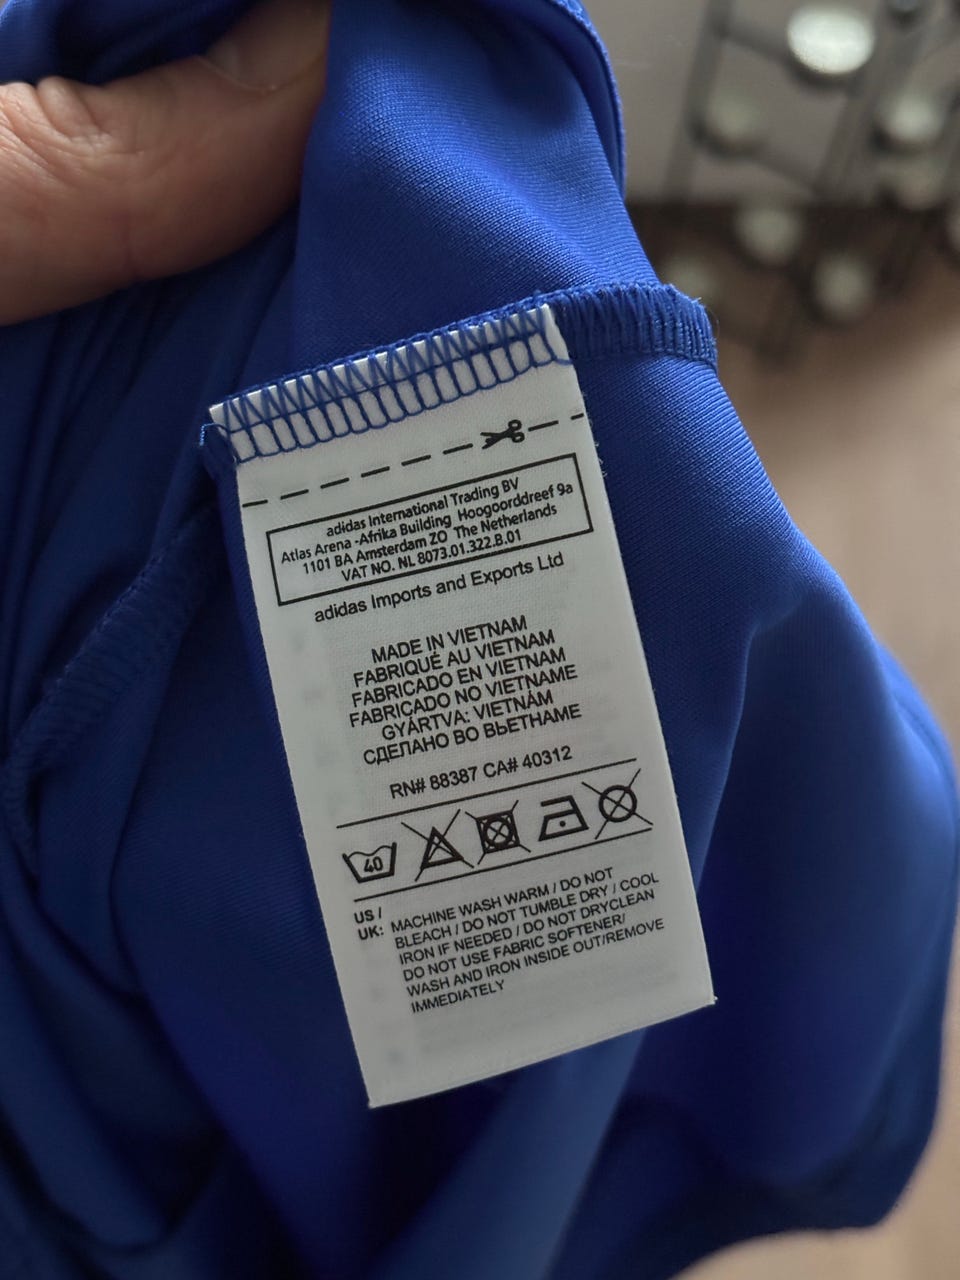 adidas International Trading BV
Atlas Arena -Afrika Building Hoogoorddreef 9a
1101 BA Amsterdam ZO The Netherlands
VAT NO. NL 8073.01.322.B.01
adidas Imports and Exports Ltd
MADE IN VIETNAM
FABRIQUÉ AU VIETNAM
FABRICADO EN VIETNAM
FABRICADO NO VIETNAME
GYÁRTVA: VIETNÁM
СДЕЛАНО ВО ВЬЕТНАМЕ
RN# 88387 CA# 40312
40
US /
UK:
MACHINE WASH WARM / DO NOT
BLEACH / DO NOT TUMBLE DRY / COOL
IRON IF NEEDED / DO NOT DRYCLEAN
DO NOT USE FABRIC SOFTENER/
WASH AND IRON INSIDE OUT/REMOVE
IMMEDIATELY